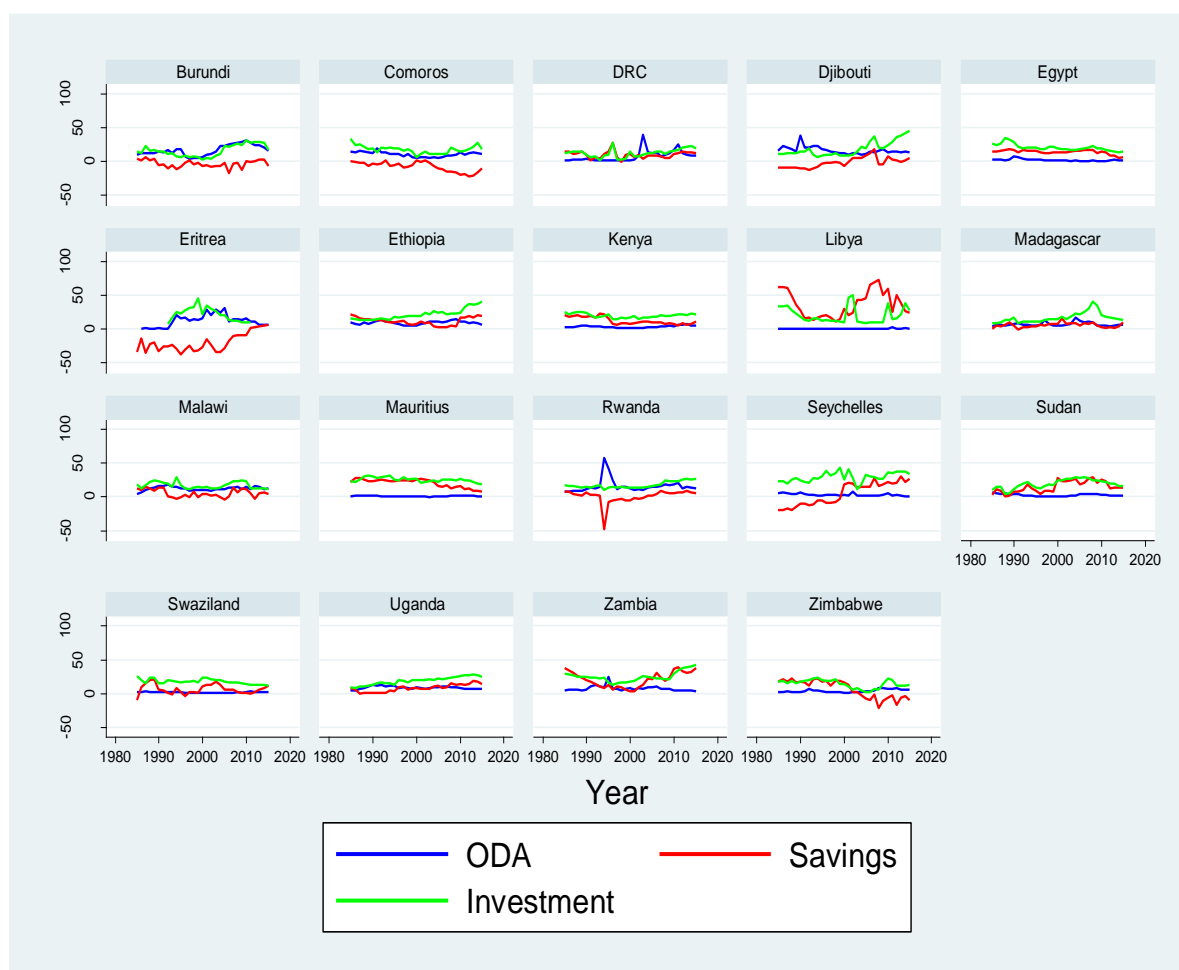 Burundi Comoros DRC Djibouti Egypt
100
50
0
-50
Eritrea Ethiopia Kenya Libya Madagascar
100
50
0
-50
Malawi Mauritius Rwanda Seychelles Sudan
100
50
0
-50
1980 1990 2000 2010 2020
Swaziland Uganda Zambia Zimbabwe
100
50
0
-50
1980 1990 2000 2010 2020 1980 1990 2000 2010 2020 1980 1990 2000 2010 2020 1980 1990 2000 2010 2020
Year
ODA Savings
Investment